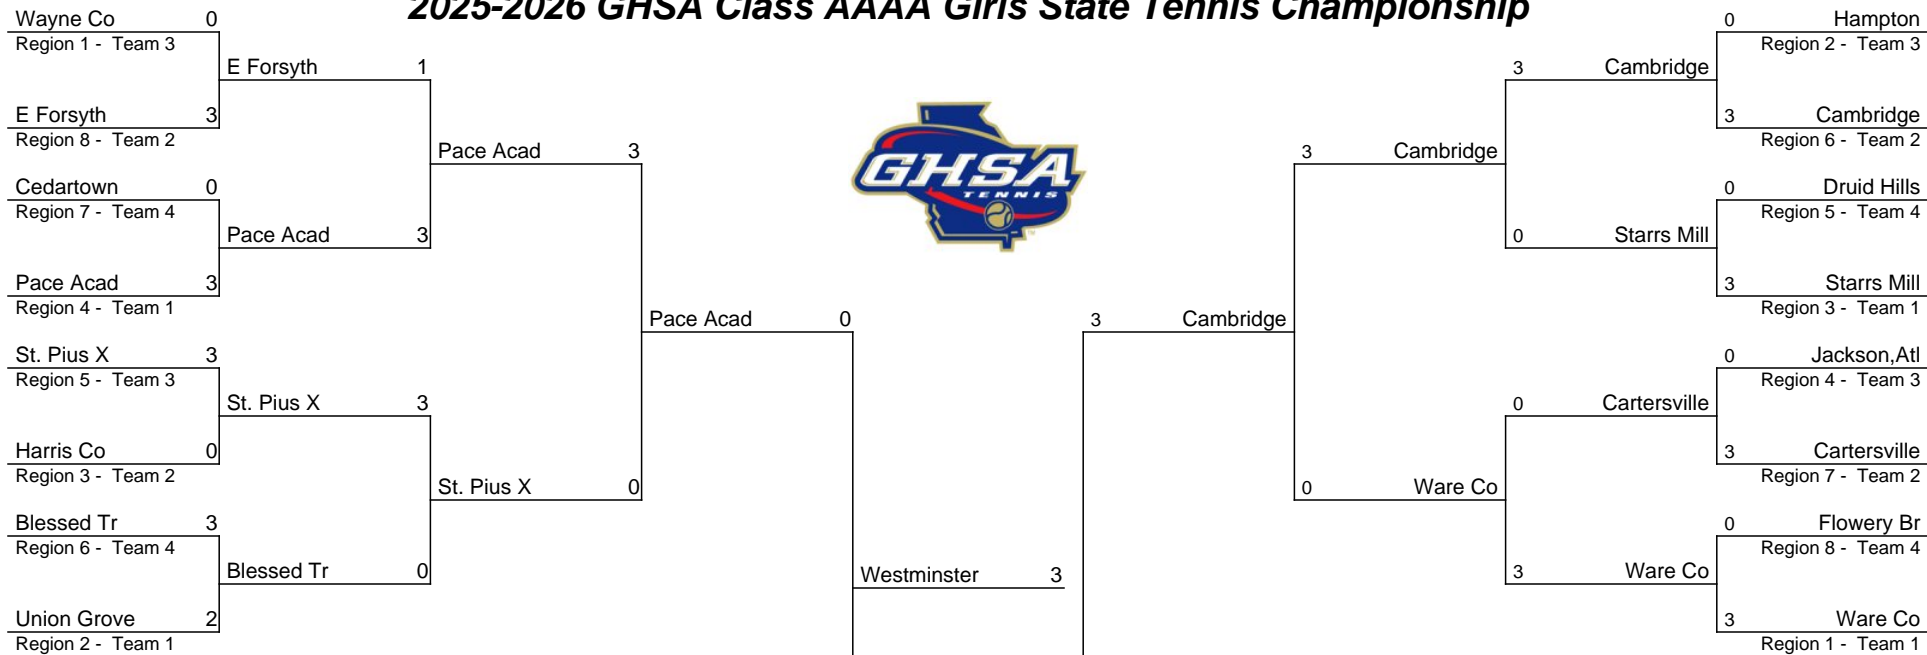 2025-2026 GHSA Class AAAA Girls State Tennis Championship
Wayne Co 0
Region 1 - Team 3
E Forsyth 1
E Forsyth 3
Region 8 - Team 2
Pace Acad 3
Cedartown 0
Region 7 - Team 4
Pace Acad 3
Pace Acad 3
Region 4 - Team 1
Pace Acad 0
St. Pius X 3
Region 5 - Team 3
St. Pius X 3
Harris Co 0
Region 3 - Team 2
St. Pius X 0
Blessed Tr 3
Region 6 - Team 4
Blessed Tr 0
Union Grove 2
Region 2 - Team 1
Westminster 3
GHSA
TENNIS
0 Hampton
Region 2 - Team 3
3 Cambridge
3 Cambridge
Region 6 - Team 2
3 Cambridge
0 Druid Hills
Region 5 - Team 4
0 Starrs Mill
3 Starrs Mill
Region 3 - Team 1
3 Cambridge
0 Jackson,Atl
Region 4 - Team 3
0 Cartersville
3 Cartersville
Region 7 - Team 2
0 Ware Co
0 Flowery Br
Region 8 - Team 4
3 Ware Co
3 Ware Co
Region 1 - Team 1